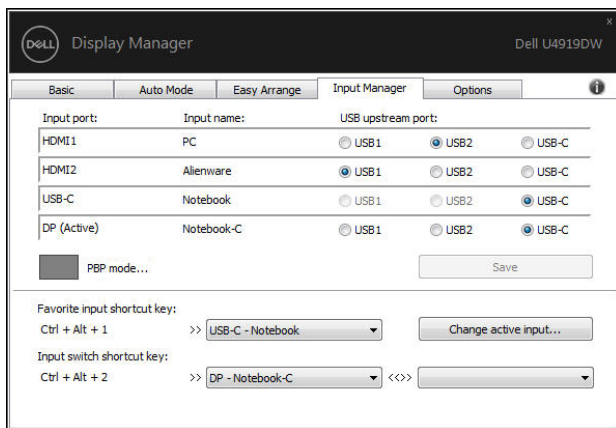 x
DELL Display Manager Dell U4919DW
Basic Auto Mode Easy Arrange Input Manager Options i
Input port: Input name: USB upstream port:
HDMI1 PC USB1 USB2 USB-C
HDMI2 Alienware USB1 USB2 USB-C
USB-C Notebook USB1 USB2 USB-C
DP (Active) Notebook-C USB1 USB2 USB-C
PBP mode... Save
Favorite input shortcut key:
Ctrl + Alt + 1 >> USB-C - Notebook Change active input...
Input switch shortcut key:
Ctrl + Alt + 2 >> DP - Notebook-C <<>>